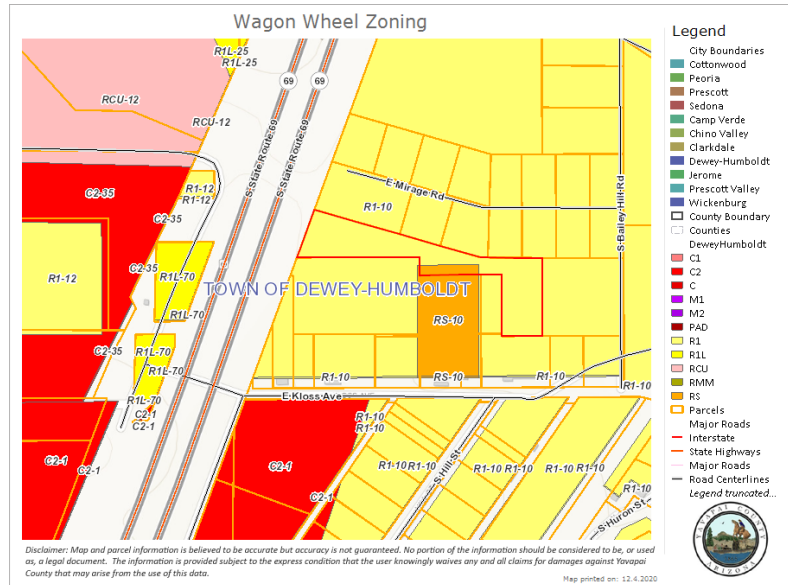 Wagon Wheel Zoning
R1L-25
R1L-25
69
69
RCU-12
RCU-12
S State Route 69
S State Route 69
C2-35
R1-12
R1-12
C2-35
E Mirage Rd
R1-10
S Bailey Hill Rd
C2-35
R1-12
R1L-70
TOWN OF DEWEY-HUMBOLDT
R1L-70
RS-10
C2-35
R1L-70
R1L-70
R1-10
RS-10
R1-10
R1-10
R1L-70
E Kloss Ave
C2-1
C2-1
R1-10
R1-10
C2-1
C2-1
C2-1
R1-10
R1-10
R1-10
R1-10
S Hill St
C2-1
R1-10
S Huron St
Legend
City Boundaries
Cottonwood
Peoria
Prescott
Sedona
Camp Verde
Chino Valley
Clarkdale
Dewey-Humboldt
Jerome
Prescott Valley
Wickenburg
County Boundary
Counties
DeweyHumboldt
C1
C2
C
M1
M2
PAD
R1
R1L
RCU
RMM
RS
Parcels
Major Roads
Interstate
State Highways
Major Roads
Road Centerlines
Legend truncated...
YAVAPAI COUNTY
ARIZONA
Disclaimer: Map and parcel information is believed to be accurate but accuracy is not guaranteed. No portion of the information should be considered to be, or used
as, a legal document. The information is provided subject to the express condition that the user knowingly waives any and all claims for damages against Yavapai
County that may arise from the use of this data.
Map printed on: 12.4.2020